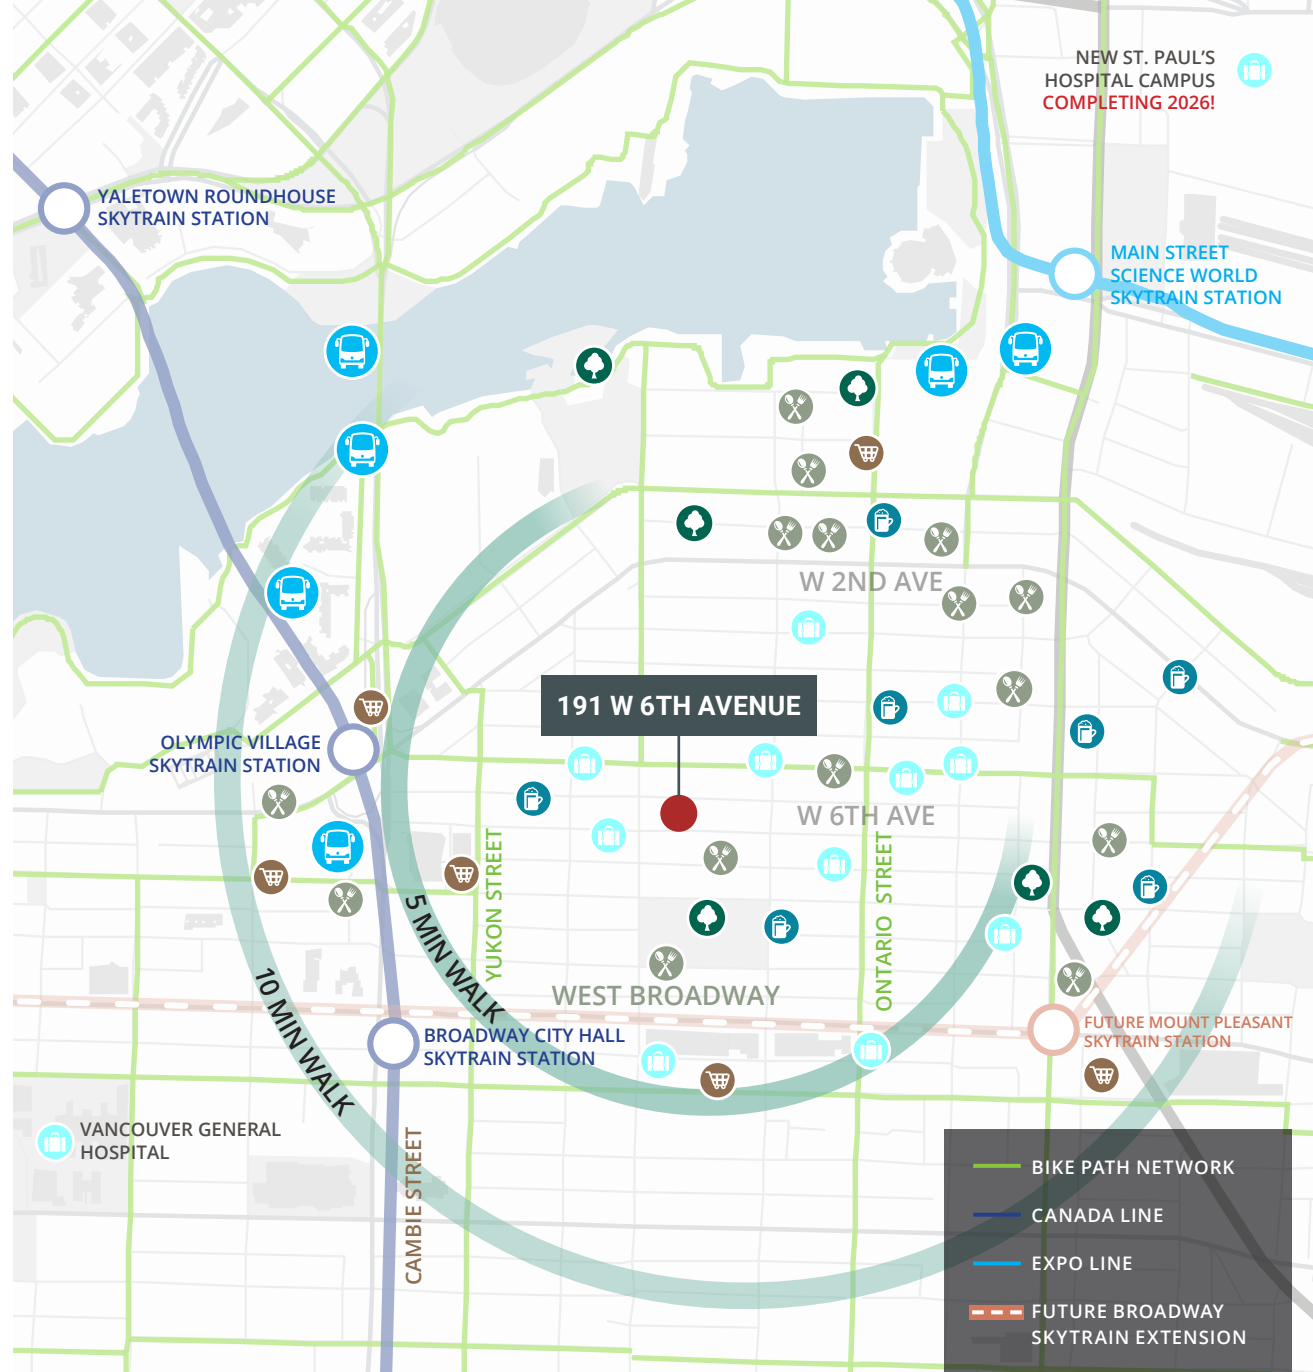 NEW ST. PAUL'S
HOSPITAL CAMPUS
COMPLETING 2026!
YALETOWN ROUNDHOUSE
SKYTRAIN STATION
MAIN STREET
SCIENCE WORLD
SKYTRAIN STATION
W 2ND AVE
191 W 6TH AVENUE
OLYMPIC VILLAGE
SKYTRAIN STATION
W 6TH AVE
YUKON STREET
ONTARIO STREET
5 MIN WALK
10 MIN WALK
WEST BROADWAY
BROADWAY CITY HALL
SKYTRAIN STATION
FUTURE MOUNT PLEASANT
SKYTRAIN STATION
VANCOUVER GENERAL
HOSPITAL
CAMBIE STREET
BIKE PATH NETWORK
CANADA LINE
EXPO LINE
FUTURE BROADWAY
SKYTRAIN EXTENSION